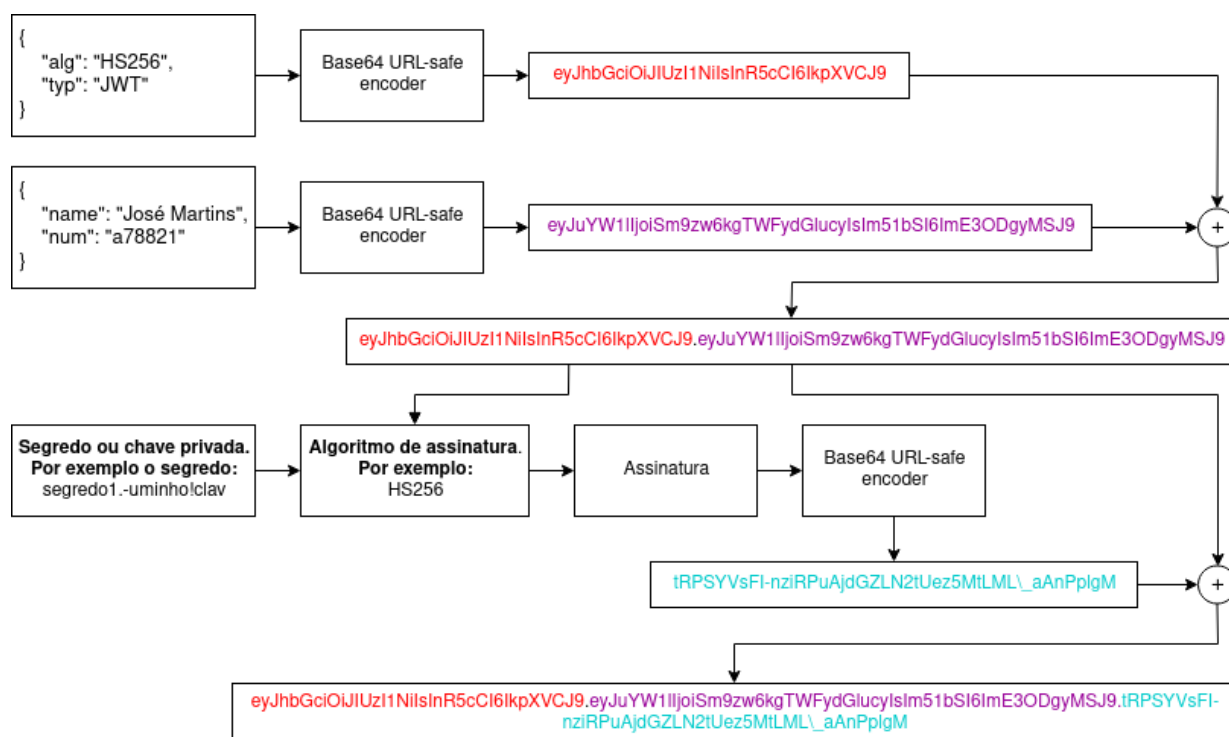 {
"alg": "HS256",
"typ": "JWT"
}
Base64 URL-safe
encoder
eyJhbGciOiJIUzI1NiIsInR5cCI6IkpXVCJ9
{
"name": "José Martins",
"num": "a78821"
}
Base64 URL-safe
encoder
eyJuYW1lIjoiSm9zw6kgTWFydGlucyIsIm51bSI6ImE3ODgyMSJ9
+
eyJhbGciOiJIUzI1NiIsInR5cCI6IkpXVCJ9.eyJuYW1lIjoiSm9zw6kgTWFydGlucyIsIm51bSI6ImE3ODgyMSJ9
Segredo ou chave privada.
Por exemplo o segredo:
segredo1.-uminho!clav
Algoritmo de assinatura.
Por exemplo:
HS256
Assinatura
Base64 URL-safe
encoder
tRPSYVsFI-nziRPuAjdGZLN2tUez5MtLML\_aAnPplgM
+
eyJhbGciOiJIUzI1NiIsInR5cCI6IkpXVCJ9.eyJuYW1lIjoiSm9zw6kgTWFydGlucyIsIm51bSI6ImE3ODgyMSJ9.tRPSYVsFI-
nziRPuAjdGZLN2tUez5MtLML\_aAnPplgM